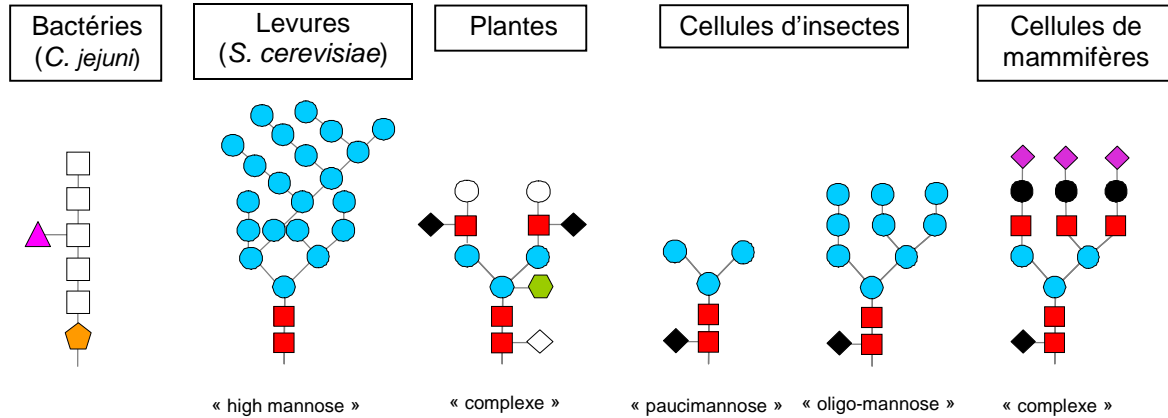 Bactéries
(C. jejuni)
Levures
(S. cerevisiae)
Plantes
Cellules d’insectes
Cellules de
mammifères
« high mannose »
« complexe »
« paucimannose »
« oligo-mannose »
« complexe »